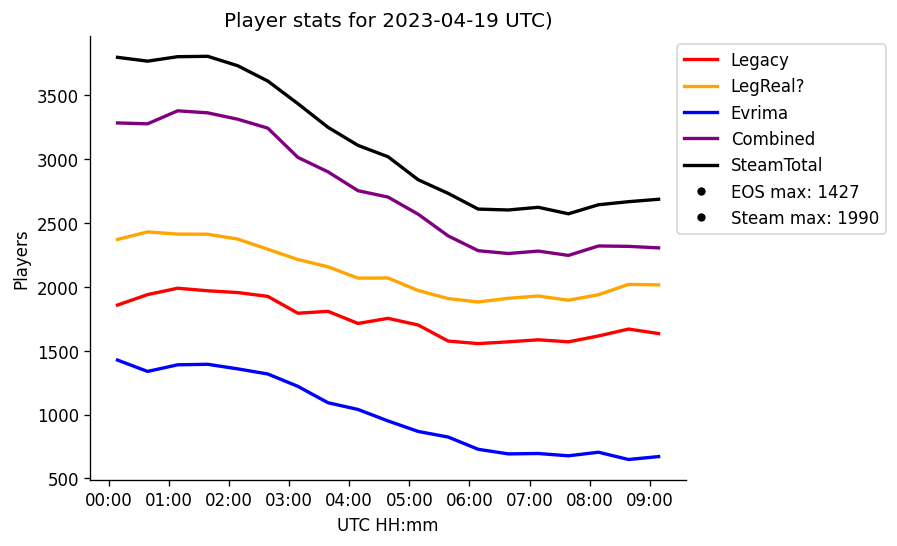 Player stats for 2023-04-19 UTC)
Legacy
LegReal?
Evrima
Combined
SteamTotal
EOS max: 1427
Steam max: 1990
Players
3500
3000
2500
2000
1500
1000
500
00:00 01:00 02:00 03:00 04:00 05:00 06:00 07:00 08:00 09:00
UTC HH:mm